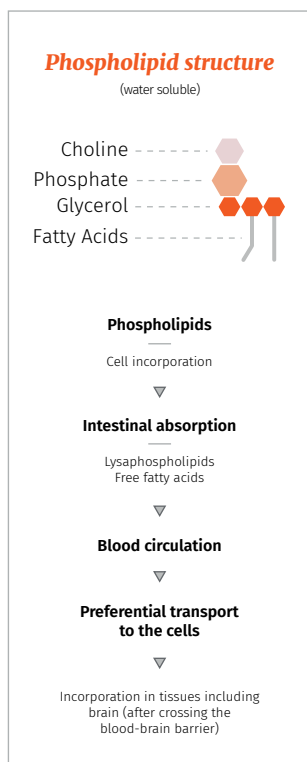 Phospholipid structure
(water soluble)
Choline
Phosphate
Glycerol
Fatty Acids
Phospholipids
Cell incorporation
Intestinal absorption
Lysaphospholipids
Free fatty acids
Blood circulation
Preferential transport
to the cells
Incorporation in tissues including
brain (after crossing the
blood-brain barrier)